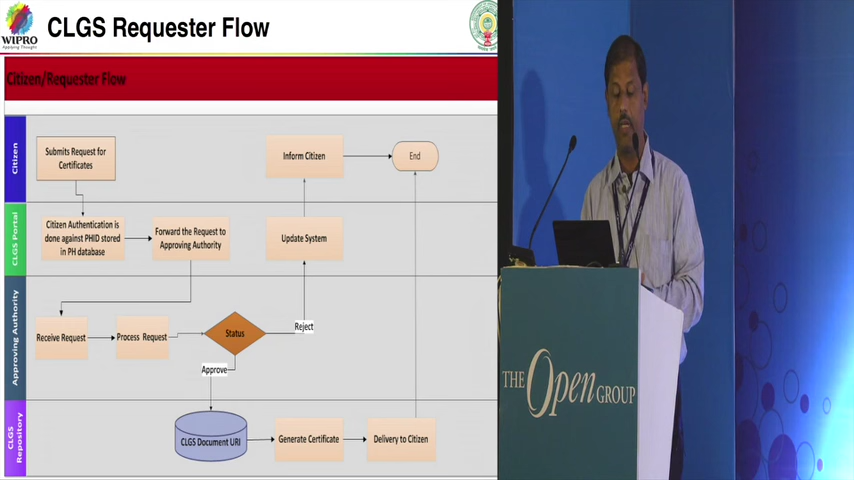 WIPRO
Applying Thought
CLGS Requester Flow
Citizen/Requester Flow
Citizen
Submits Request for
Certificates
Inform Citizen
End
CLGS Portal
Citizen Authentication is
done against PHID stored
in PH database
Forward the Request to
Approving Authority
Update System
Approving Authority
Receive Request
Process Request
Status
Reject
Approve
CLGS
Repository
CLGS Document URI
Generate Certificate
Delivery to Citizen
THE Open GROUP